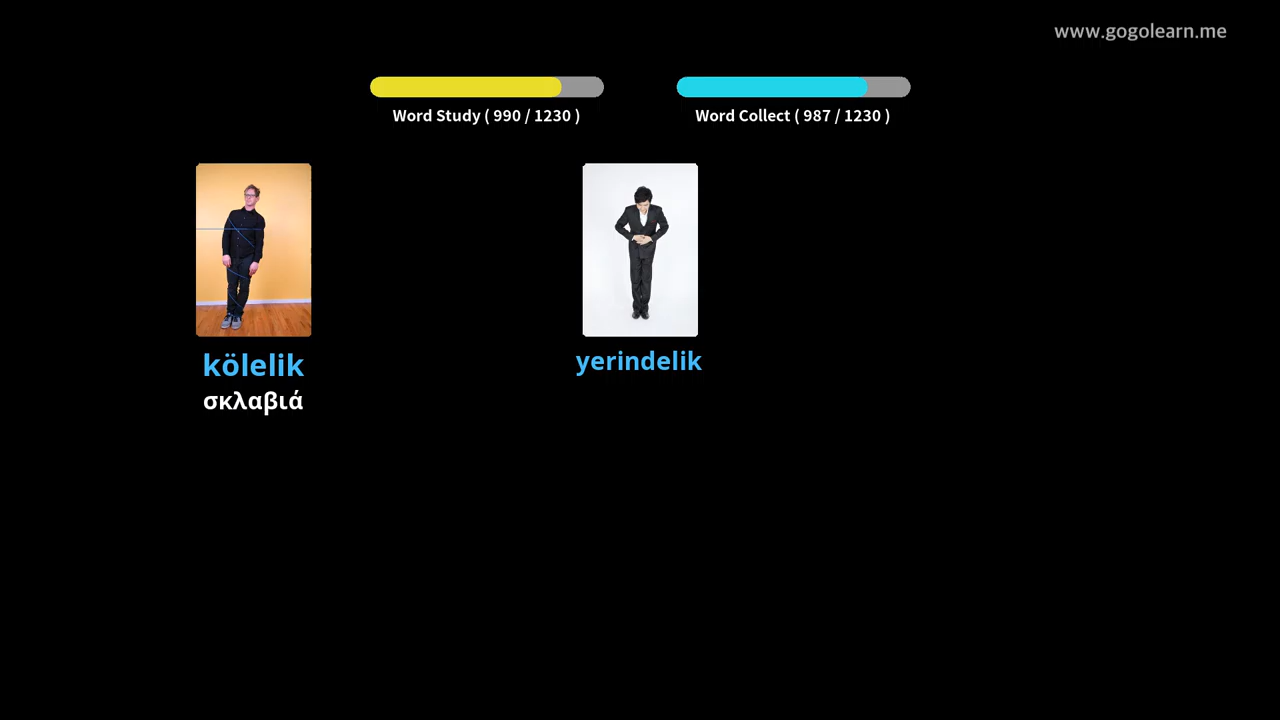 www.gogolearn.me
Word Study ( 990 / 1230 )
Word Collect ( 987 / 1230 )
kölelik
σκλαβιά
yerindelik